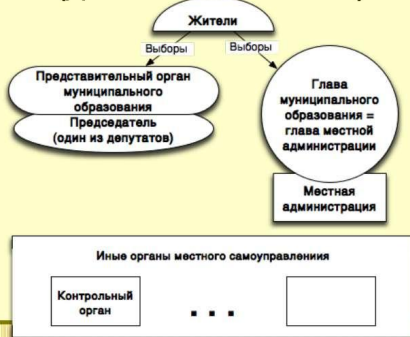 Жители
Выборы
Выборы
Представительный орган
муниципального
образования
Председатель
(один из депутатов)
Глава
муниципального
образования =
глава местной
администрации
Местная
администрация
Иные органы местного самоуправлениия
Контрольный
орган
...